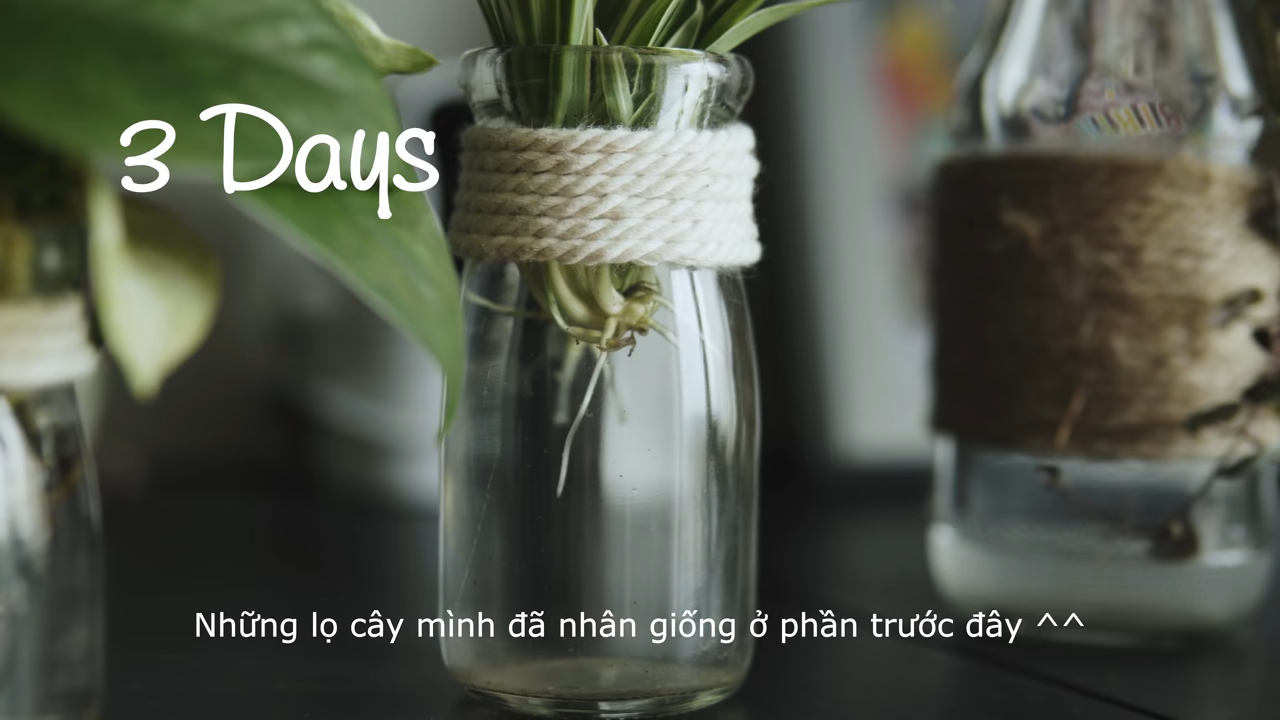 3 Days
Những lọ cây mình đã nhân giống ở phần trước đây ^^